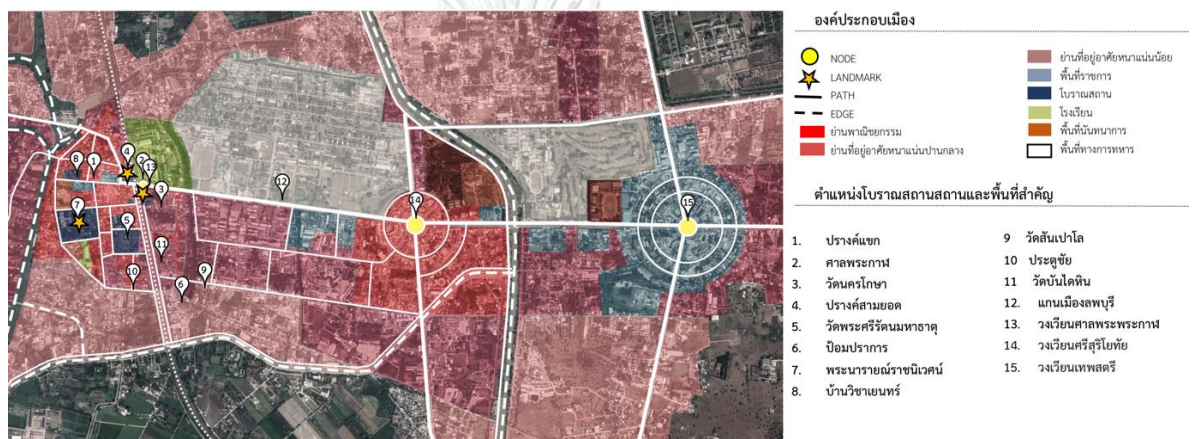 องค์ประกอบเมือง
NODE
LANDMARK
PATH
EDGE
ย่านพาณิชยกรรม
ย่านที่อยู่อาศัยหนาแน่นปานกลาง
ย่านที่อยู่อาศัยหนาแน่นน้อย
พื้นที่ราชการ
โบราณสถาน
โรงเรียน
พื้นที่นันทนาการ
พื้นที่ทางการทหาร
ตำแหน่งโบราณสถานสถานและพื้นที่สำคัญ
1. ปรางค์แขก
2. ศาลพระกาฬ
3. วัดนครโกษา
4. ปรางค์สามยอด
5. วัดพระศรีรัตนมหาธาตุ
6. ป้อมปราการ
7. พระนารายณ์ราชนิเวศน์
8. บ้านวิชาเยนทร์
9 วัดสันเปาโล
10 ประตูชัย
11 วัดบันไดหิน
12. แกนเมืองลพบุรี
13. วงเวียนศาลพระพระกาฬ
14. วงเวียนศรีสุริโยทัย
15. วงเวียนเทพสตรี
4
8
1
2
13
3
12
14
15
7
5
11
10
6
9